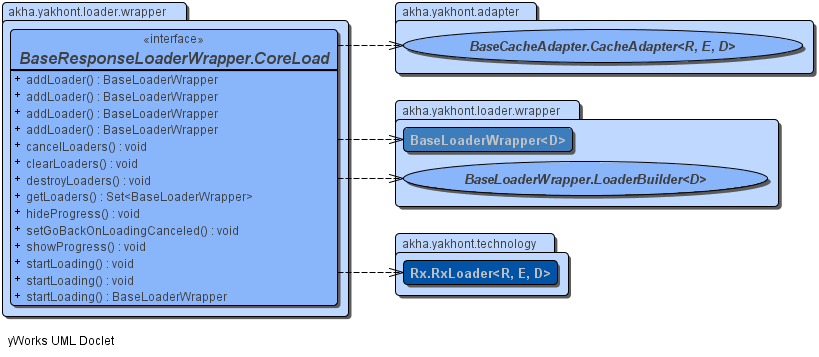 akha.yakhont.loader.wrapper
«interface»
BaseResponseLoaderWrapper.CoreLoad
+ addLoader() : BaseLoaderWrapper
+ addLoader() : BaseLoaderWrapper
+ addLoader() : BaseLoaderWrapper
+ addLoader() : BaseLoaderWrapper
+ cancelLoaders() : void
+ clearLoaders() : void
+ destroyLoaders() : void
+ getLoaders() : Set<BaseLoaderWrapper>
+ hideProgress() : void
+ setGoBackOnLoadingCanceled() : void
+ showProgress() : void
+ startLoading() : void
+ startLoading() : void
+ startLoading() : BaseLoaderWrapper
akha.yakhont.adapter
BaseCacheAdapter.CacheAdapter<R, E, D>
akha.yakhont.loader.wrapper
BaseLoaderWrapper<D>
BaseLoaderWrapper.LoaderBuilder<D>
akha.yakhont.technology
Rx.RxLoader<R, E, D>
yWorks UML Doclet